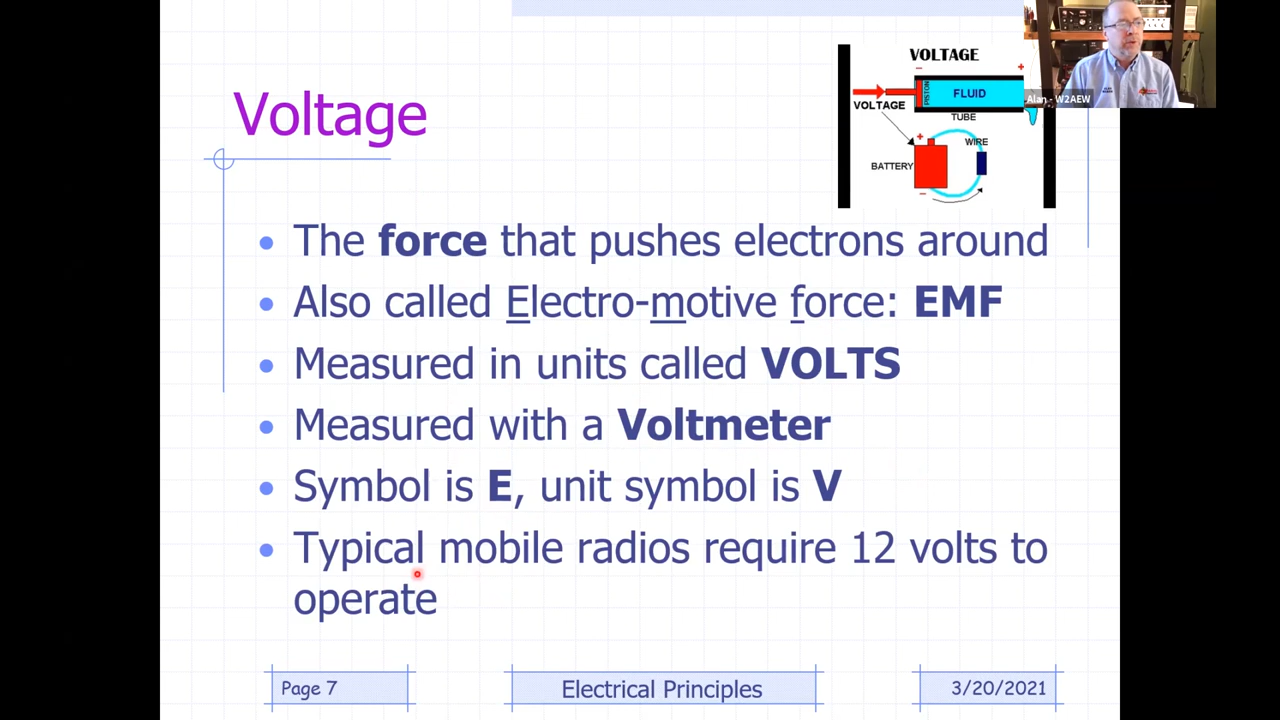 Voltage
VOLTAGE
− +
PISTON
FLUID
VOLTAGE
TUBE
+
WIRE
BATTERY
−
Alan - W2AEW
• The force that pushes electrons around
• Also called Electro-motive force: EMF
• Measured in units called VOLTS
• Measured with a Voltmeter
• Symbol is E, unit symbol is V
• Typical mobile radios require 12 volts to
operate
Page 7
Electrical Principles
3/20/2021